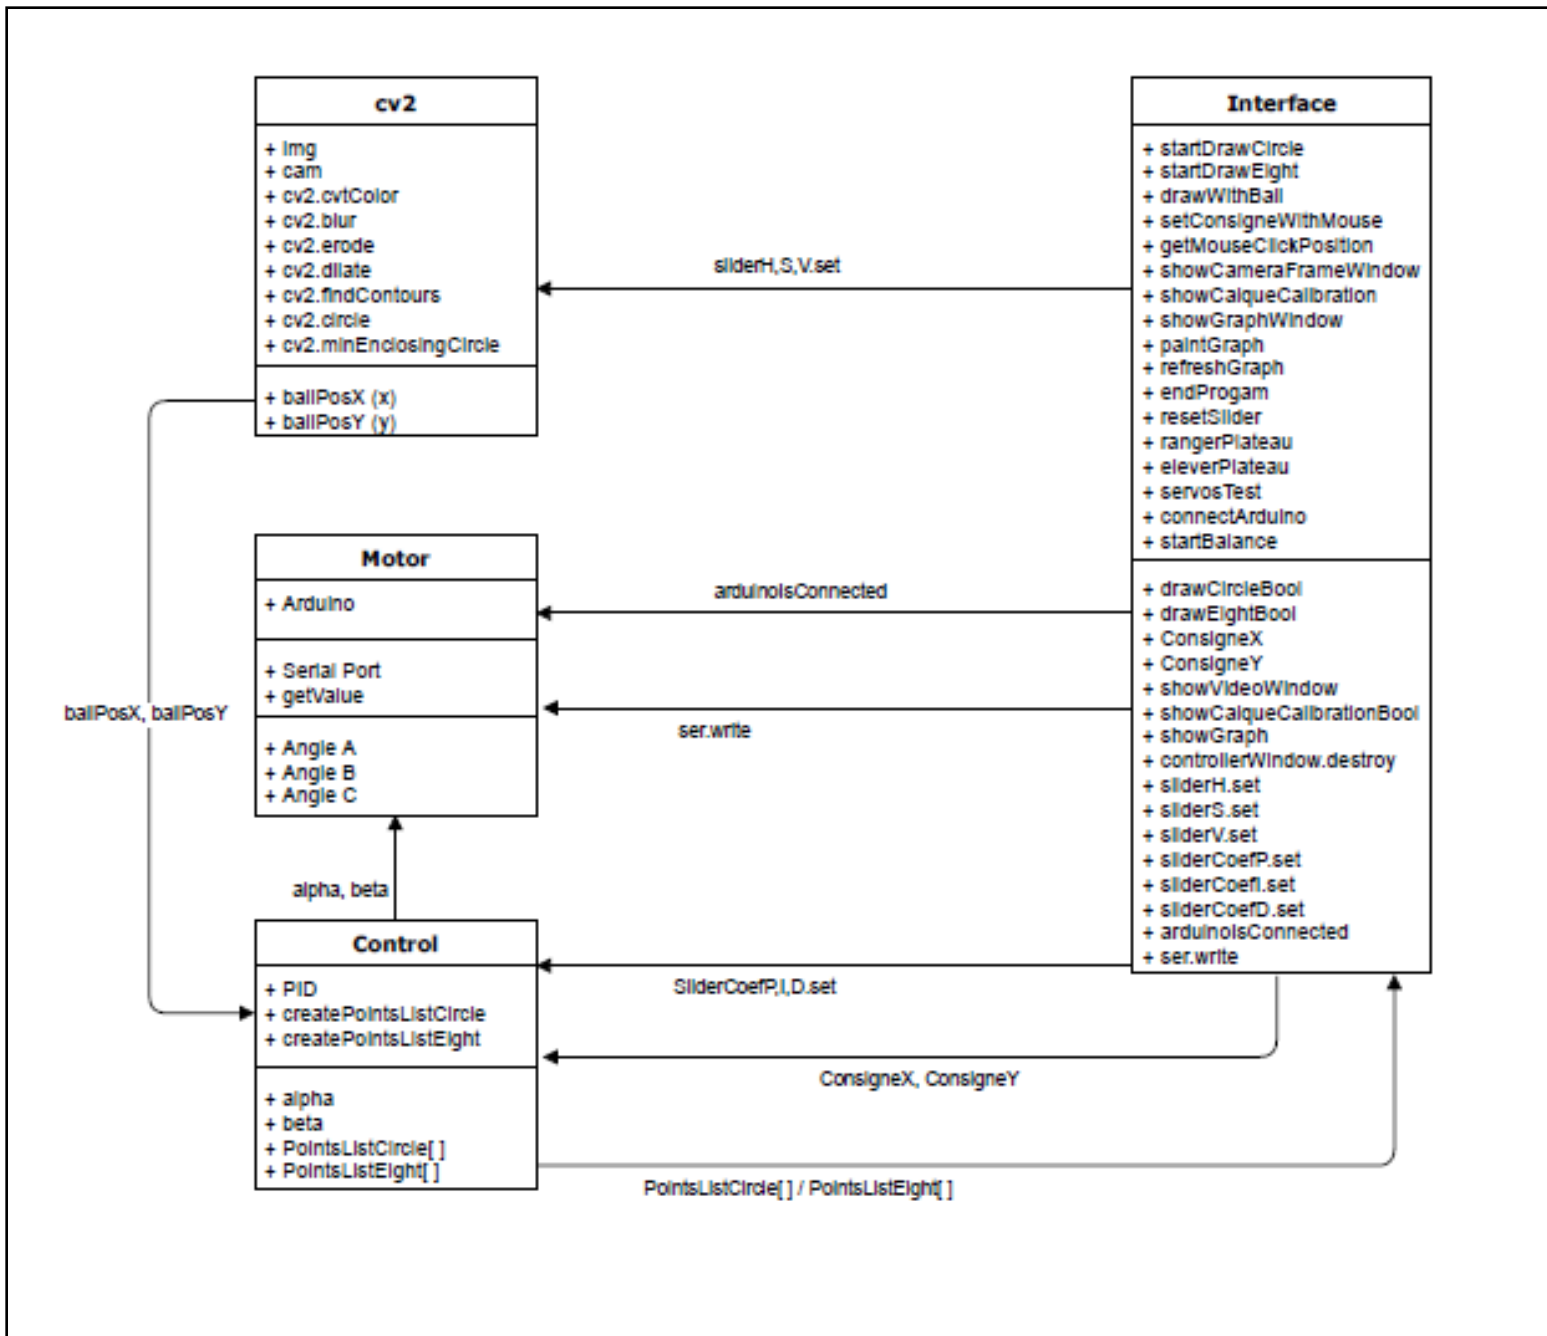 cv2
+ img
+ cam
+ cv2.cvtColor
+ cv2.blur
+ cv2.erode
+ cv2.dilate
+ cv2.findContours
+ cv2.circle
+ cv2.minEnclosingCircle
+ ballPosX (x)
+ ballPosY (y)
Interface
+ startDrawCircle
+ startDrawEight
+ drawWithBall
+ setConsigneWithMouse
+ getMouseClickPosition
+ showCameraFrameWindow
+ showCalqueCalibration
+ showGraphWindow
+ paintGraph
+ refreshGraph
+ endProgam
+ resetSlider
+ rangerPlateau
+ eleverPlateau
+ servosTest
+ connectArduino
+ startBalance
+ drawCircleBool
+ drawEightBool
+ ConsigneX
+ ConsigneY
+ showVideoWindow
+ showCalqueCalibrationBool
+ showGraph
+ controllerWindow.destroy
+ sliderH.set
+ sliderS.set
+ sliderV.set
+ sliderCoefP.set
+ sliderCoefI.set
+ sliderCoefD.set
+ arduinoIsConnected
+ ser.write
sliderH,S,V.set
Motor
+ Arduino
+ Serial Port
+ getValue
+ Angle A
+ Angle B
+ Angle C
arduinoIsConnected
ser.write
ballPosX, ballPosY
alpha, beta
Control
+ PID
+ createPointsListCircle
+ createPointsListEight
+ alpha
+ beta
+ PointsListCircle[ ]
+ PointsListEight[ ]
SliderCoefP,I,D.set
ConsigneX, ConsigneY
PointsListCircle[ ] / PointsListEight[ ]